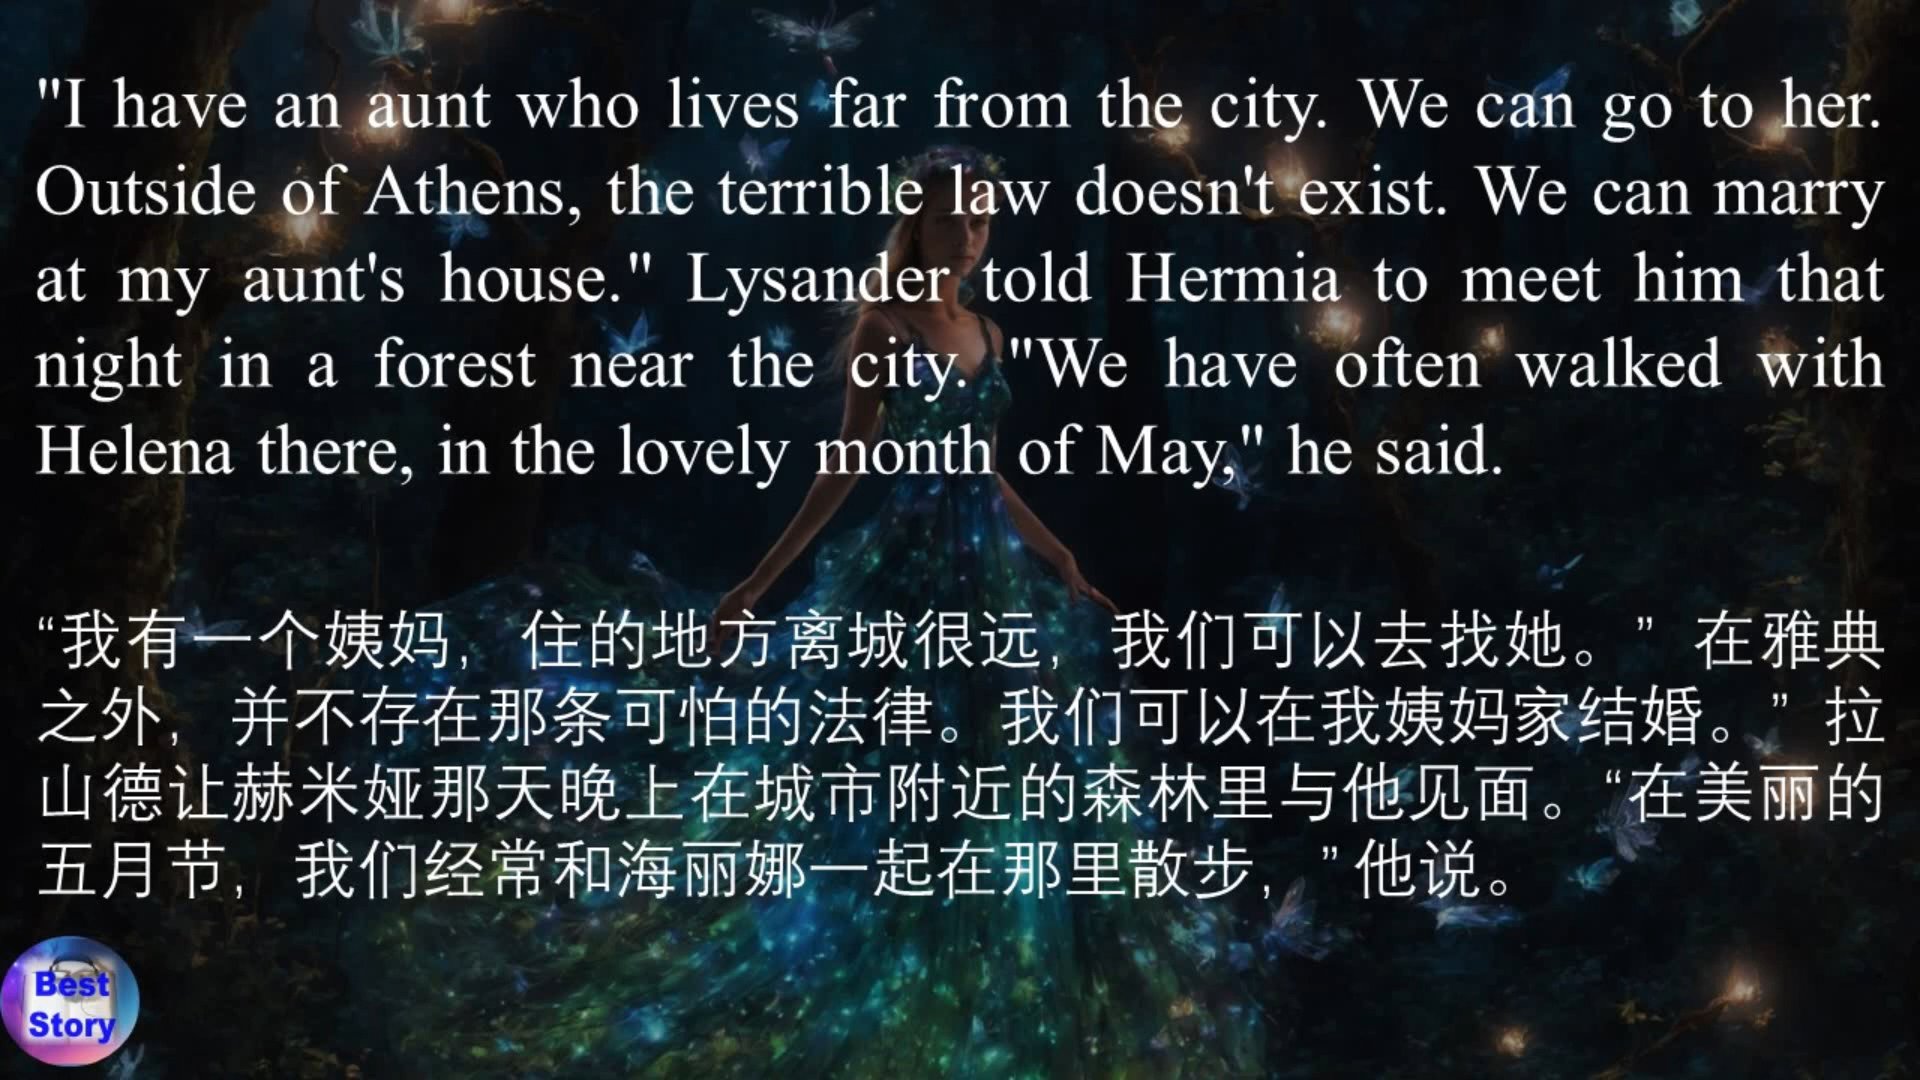 "I have an aunt who lives far from the city. We can go to her.
Outside of Athens, the terrible law doesn't exist. We can marry
at my aunt's house." Lysander told Hermia to meet him that
night in a forest near the city. "We have often walked with
Helena there, in the lovely month of May," he said.
“我有一个姨妈，住的地方离城很远，我们可以去找她。” 在雅典
之外，并不存在那条可怕的法律。我们可以在我姨妈家结婚。” 拉
山德让赫米娅那天晚上在城市附近的森林里与他见面。“在美丽的
五月节，我们经常和海丽娜一起在那里散步，” 他说。
Best
Story